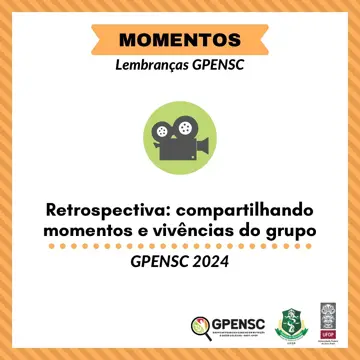 MOMENTOS
Lembranças GPENSC
Retrospectiva: compartilhando
momentos e vivências do grupo
GPENSC 2024
GPENSC
UFOP